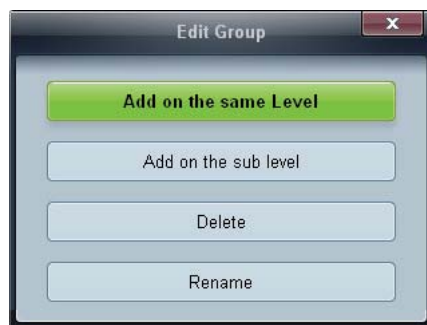 Edit Group
x
Add on the same Level
Add on the sub level
Delete
Rename